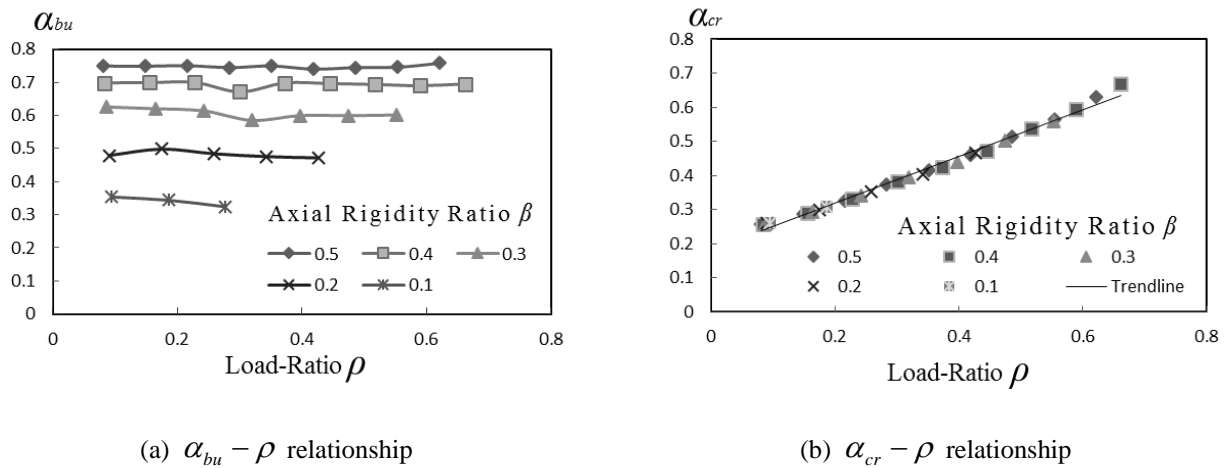 αbu
0.8
0.7
0.6
0.5
0.4
0.3
0.2
0.1
0
Axial Rigidity Ratio β
0.5 0.4 0.3
0.2 0.1
0 0.2 0.4 0.6 0.8
Load-Ratio ρ
(a) αbu − ρ relationship
αcr
0.8
0.7
0.6
0.5
0.4
0.3
0.2
0.1
0
Axial Rigidity Ratio β
0.5 0.4 0.3
0.2 0.1 Trendline
0 0.2 0.4 0.6 0.8
Load-Ratio ρ
(b) αcr − ρ relationship